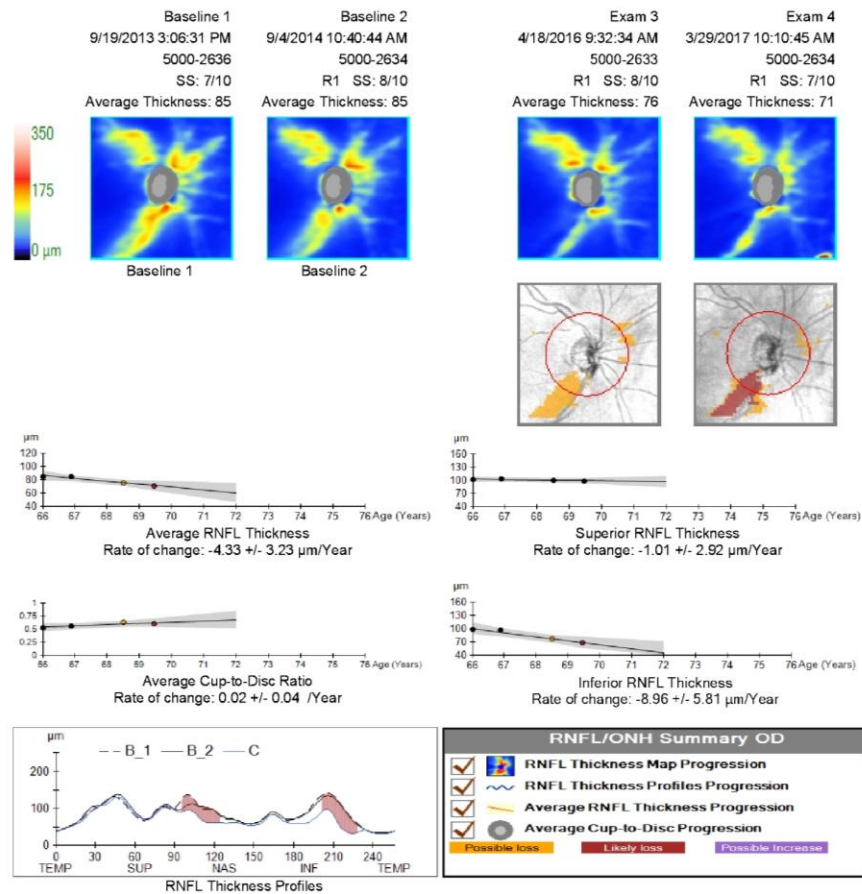 Baseline 1 Baseline 2 Exam 3 Exam 4
9/19/2013 3:06:31 PM 9/4/2014 10:40:44 AM 4/18/2016 9:32:34 AM 3/29/2017 10:10:45 AM
5000-2636 5000-2634 5000-2633 5000-2634
SS: 7/10 R1 SS: 8/10 R1 SS: 8/10 R1 SS: 7/10
Average Thickness: 85 Average Thickness: 85 Average Thickness: 76 Average Thickness: 71
350
175
0 µm
Baseline 1 Baseline 2
µm µm
120 160
100 130
80 100
60 70
40 40
66 67 68 69 70 71 72 73 74 75 76 Age (Years) 66 67 68 69 70 71 72 73 74 75 76 Age (Years)
Average RNFL Thickness Superior RNFL Thickness
Rate of change: -4.33 +/- 3.23 µm/Year Rate of change: -1.01 +/- 2.92 µm/Year
µm
1 160
0.75 130
0.5 100
0.25 70
0 40
66 67 68 69 70 71 72 73 74 75 76 Age (Years) 66 67 68 69 70 71 72 73 74 75 76 Age (Years)
Average Cup-to-Disc Ratio Inferior RNFL Thickness
Rate of change: 0.02 +/- 0.04 /Year Rate of change: -8.96 +/- 5.81 µm/Year
µm
B_1 B_2 C
200
100
0
0 30 60 90 120 150 180 210 240
TEMP SUP NAS INF TEMP
RNFL Thickness Profiles
RNFL/ONH Summary OD
RNFL Thickness Map Progression
RNFL Thickness Profiles Progression
Average RNFL Thickness Progression
Average Cup-to-Disc Progression
Possible loss Likely loss Possible Increase